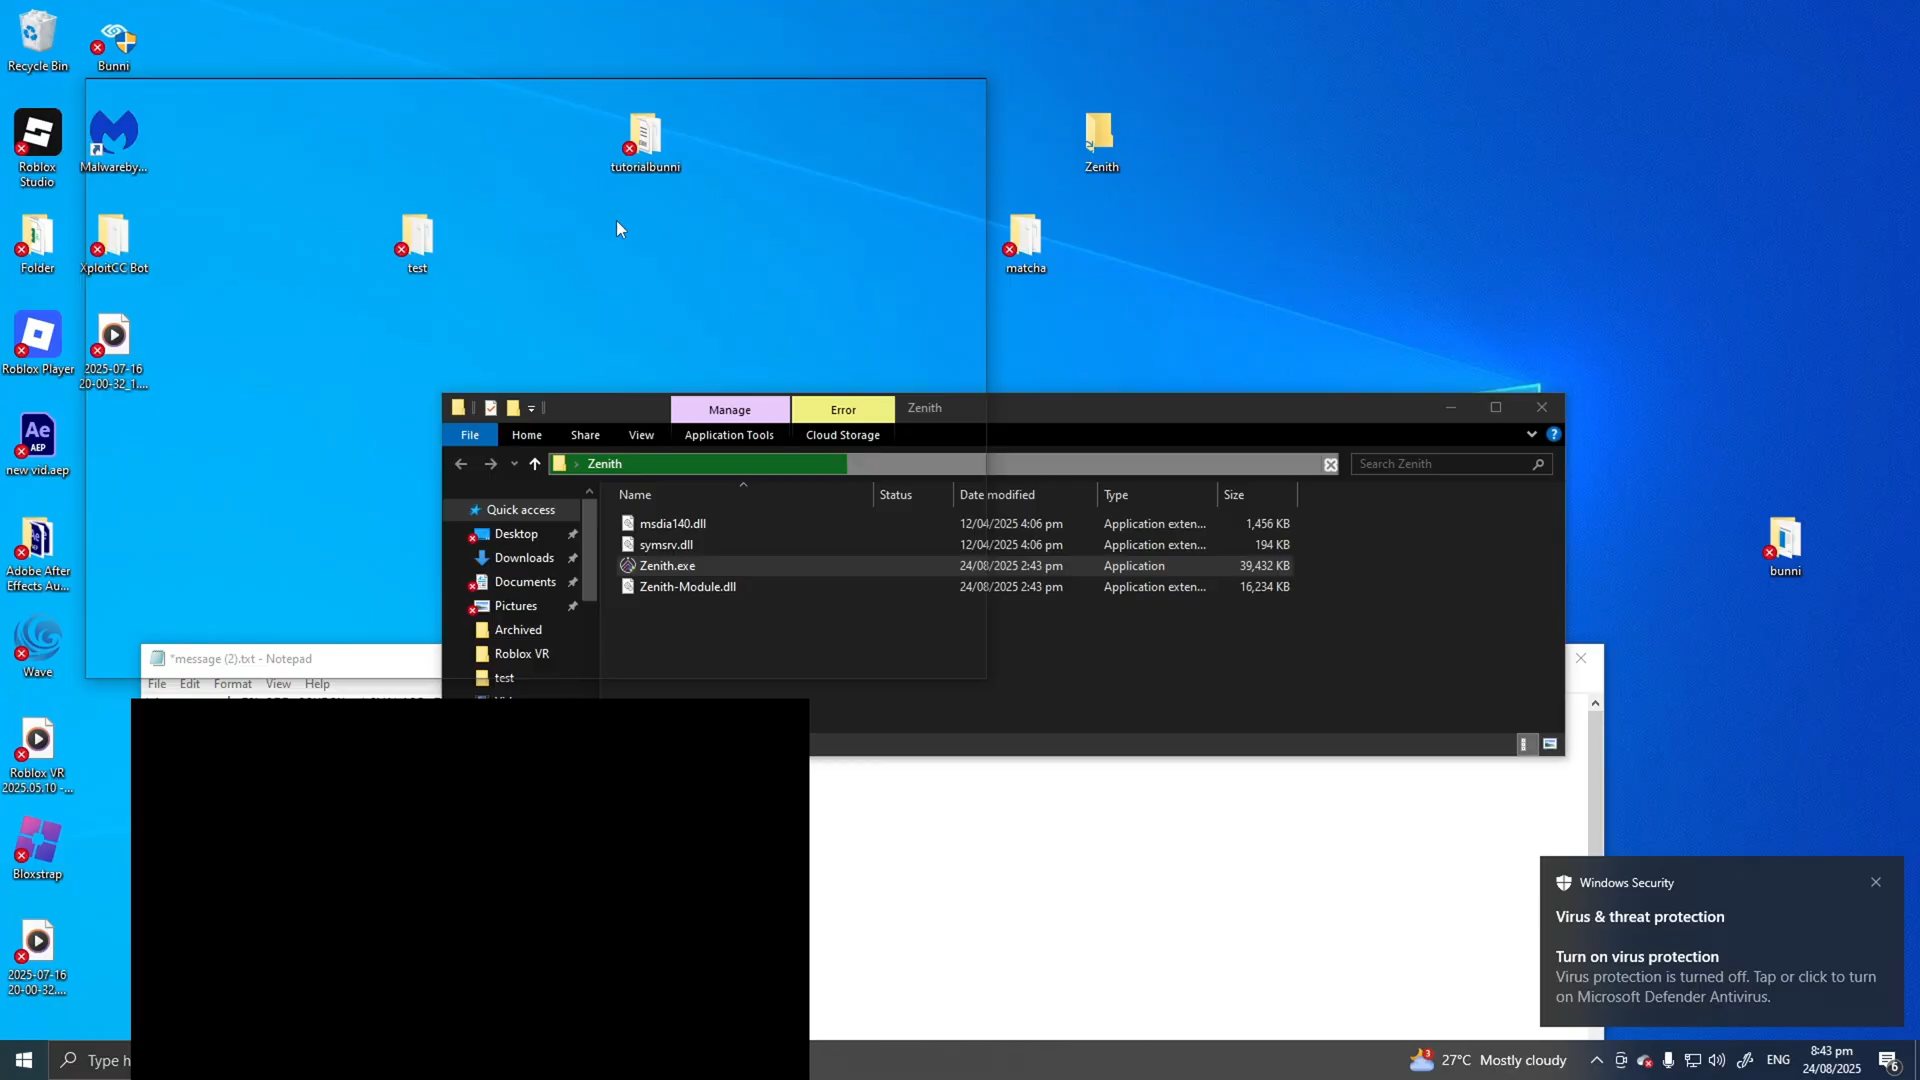 Recycle Bin
Bunni
Roblox
Studio
Malwareby...
tutorialbunni
Zenith
Folder
XploitCC Bot
test
matcha
Roblox Player
2025-07-16
20-00-32_1....
new vid.aep
Adobe After
Effects Au...
Wave
Roblox VR
2025.05.10 -...
Bloxstrap
2025-07-16
20-00-32....
bunni
Manage
Error
Zenith
File
Home
Share
View
Application Tools
Cloud Storage
Zenith
Search Zenith
Name
Status
Date modified
Type
Size
Quick access
Desktop
Downloads
Documents
Pictures
Archived
Roblox VR
test
msdia140.dll
12/04/2025 4:06 pm
Application exten...
1,456 KB
symsrv.dll
12/04/2025 4:06 pm
Application exten...
194 KB
Zenith.exe
24/08/2025 2:43 pm
Application
39,432 KB
Zenith-Module.dll
24/08/2025 2:43 pm
Application exten...
16,234 KB
*message (2).txt - Notepad
File
Edit
Format
View
Help
Windows Security
Virus & threat protection
Turn on virus protection
Virus protection is turned off. Tap or click to turn
on Microsoft Defender Antivirus.
Type h
3
27°C
Mostly cloudy
ENG
8:43 pm
24/08/2025
6
AEP
Ae